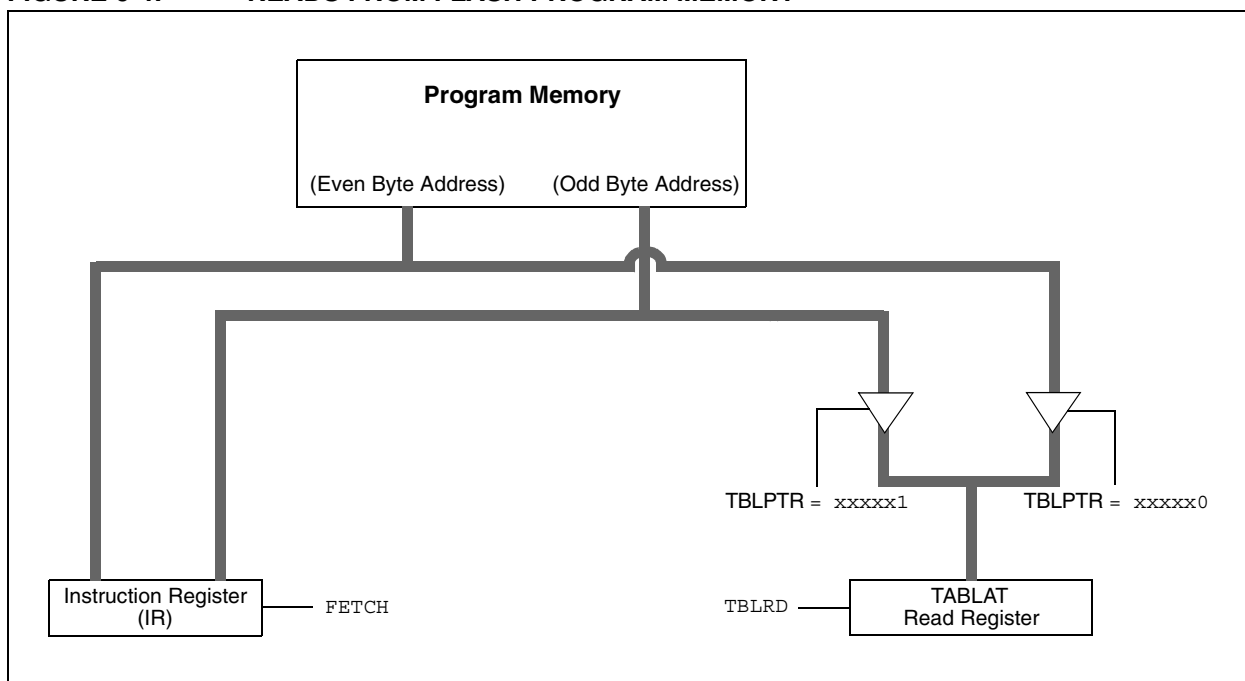 Program Memory
(Even Byte Address) (Odd Byte Address)
TBLPTR = xxxxx1 TBLPTR = xxxxx0
Instruction Register
(IR)
FETCH
TBLRD
TABLAT
Read Register